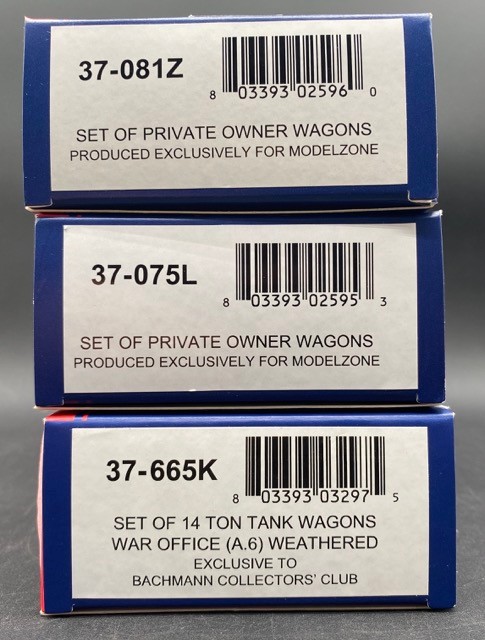 37-081Z
8 03393 02596 0
SET OF PRIVATE OWNER WAGONS
PRODUCED EXCLUSIVELY FOR MODELZONE
37-075L
8 03393 02595 3
SET OF PRIVATE OWNER WAGONS
PRODUCED EXCLUSIVELY FOR MODELZONE
37-665K
8 03393 03297 5
SET OF 14 TON TANK WAGONS
WAR OFFICE (A.6) WEATHERED
EXCLUSIVE TO
BACHMANN COLLECTORS' CLUB